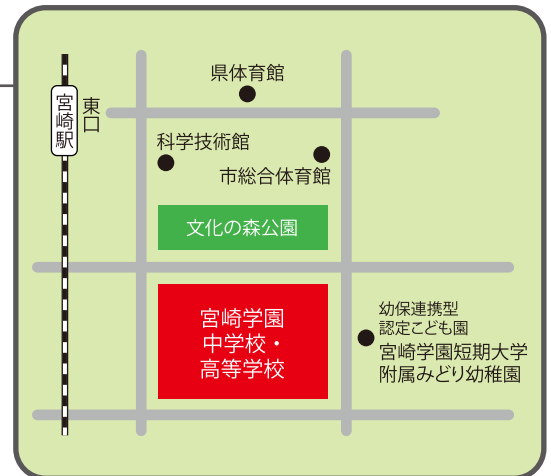 県体育館
宮崎駅
東口
科学技術館
市総合体育館
文化の森公園
宮崎学園
中学校・
高等学校
幼保連携型
認定こども園
宮崎学園短期大学
附属みどり幼稚園